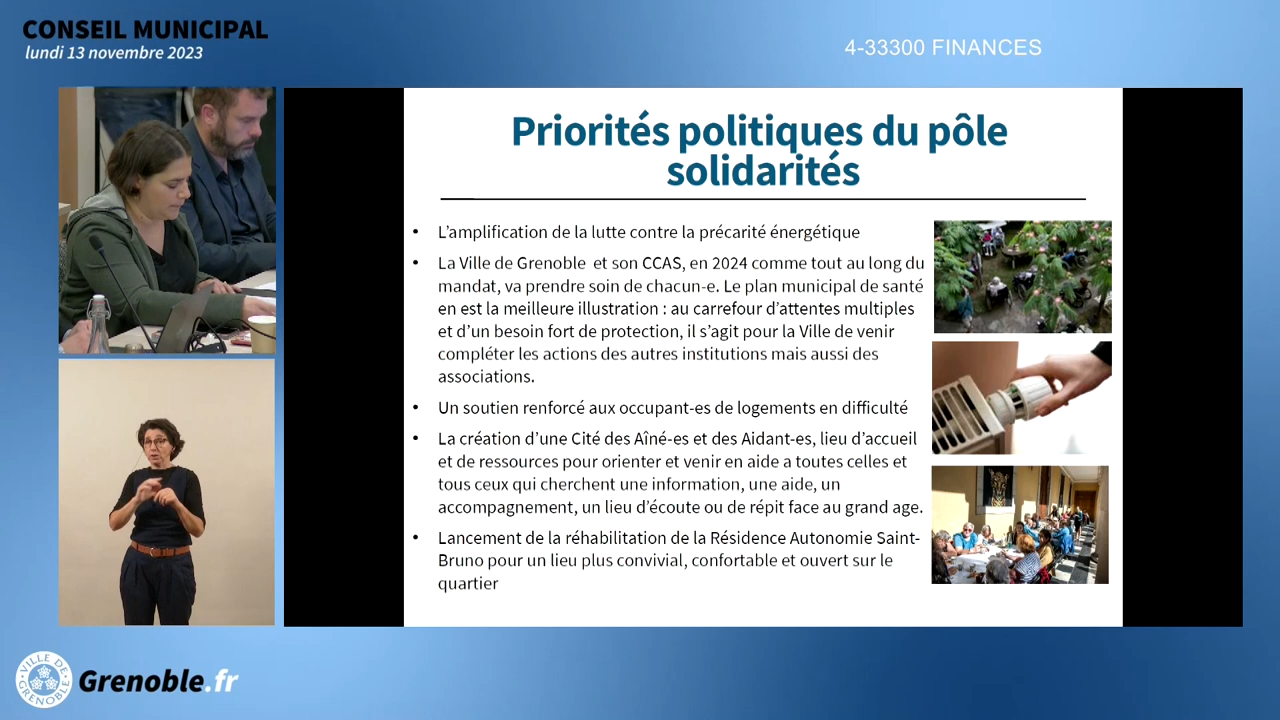 CONSEIL MUNICIPAL
lundi 13 novembre 2023
4-33300 FINANCES
Priorités politiques du pôle
solidarités
• L'amplification de la lutte contre la précarité énergétique
• La Ville de Grenoble et son CCAS, en 2024 comme tout au long du
mandat, va prendre soin de chacun-e. Le plan municipal de santé
en est la meilleure illustration : au carrefour d'attentes multiples
et d'un besoin fort de protection, il s'agit pour la Ville de venir
compléter les actions des autres institutions mais aussi des
associations.
• Un soutien renforcé aux occupant-es de logements en difficulté
• La création d'une Cité des Aîné-es et des Aidant-es, lieu d'accueil
et de ressources pour orienter et venir en aide a toutes celles et
tous ceux qui cherchent une information, une aide, un
accompagnement, un lieu d'écoute ou de répit face au grand age.
• Lancement de la réhabilitation de la Résidence Autonomie Saint-
Bruno pour un lieu plus convivial, confortable et ouvert sur le
quartier
VILLE DE
GRENOBLE
Grenoble.fr